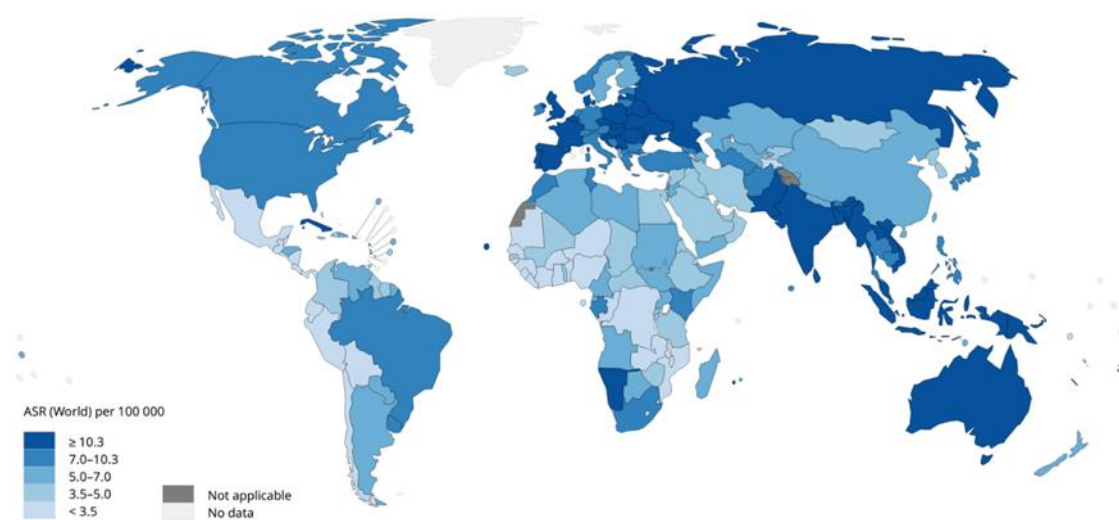 ASR (World) per 100 000
≥ 10.3
7.0–10.3
5.0–7.0
3.5–5.0
< 3.5
Not applicable
No data